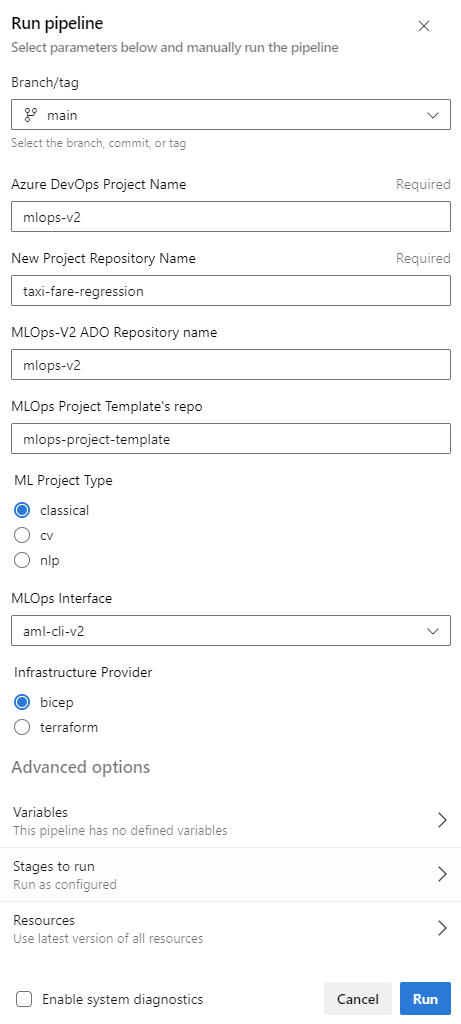 Run pipeline
Select parameters below and manually run the pipeline
Branch/tag
main
Select the branch, commit, or tag
Azure DevOps Project Name Required
mlops-v2
New Project Repository Name Required
taxi-fare-regression
MLOps-V2 ADO Repository name
mlops-v2
MLOps Project Template's repo
mlops-project-template
ML Project Type
classical
cv
nlp
MLOps Interface
aml-cli-v2
Infrastructure Provider
bicep
terraform
Advanced options
Variables
This pipeline has no defined variables
Stages to run
Run as configured
Resources
Use latest version of all resources
Enable system diagnostics Cancel Run